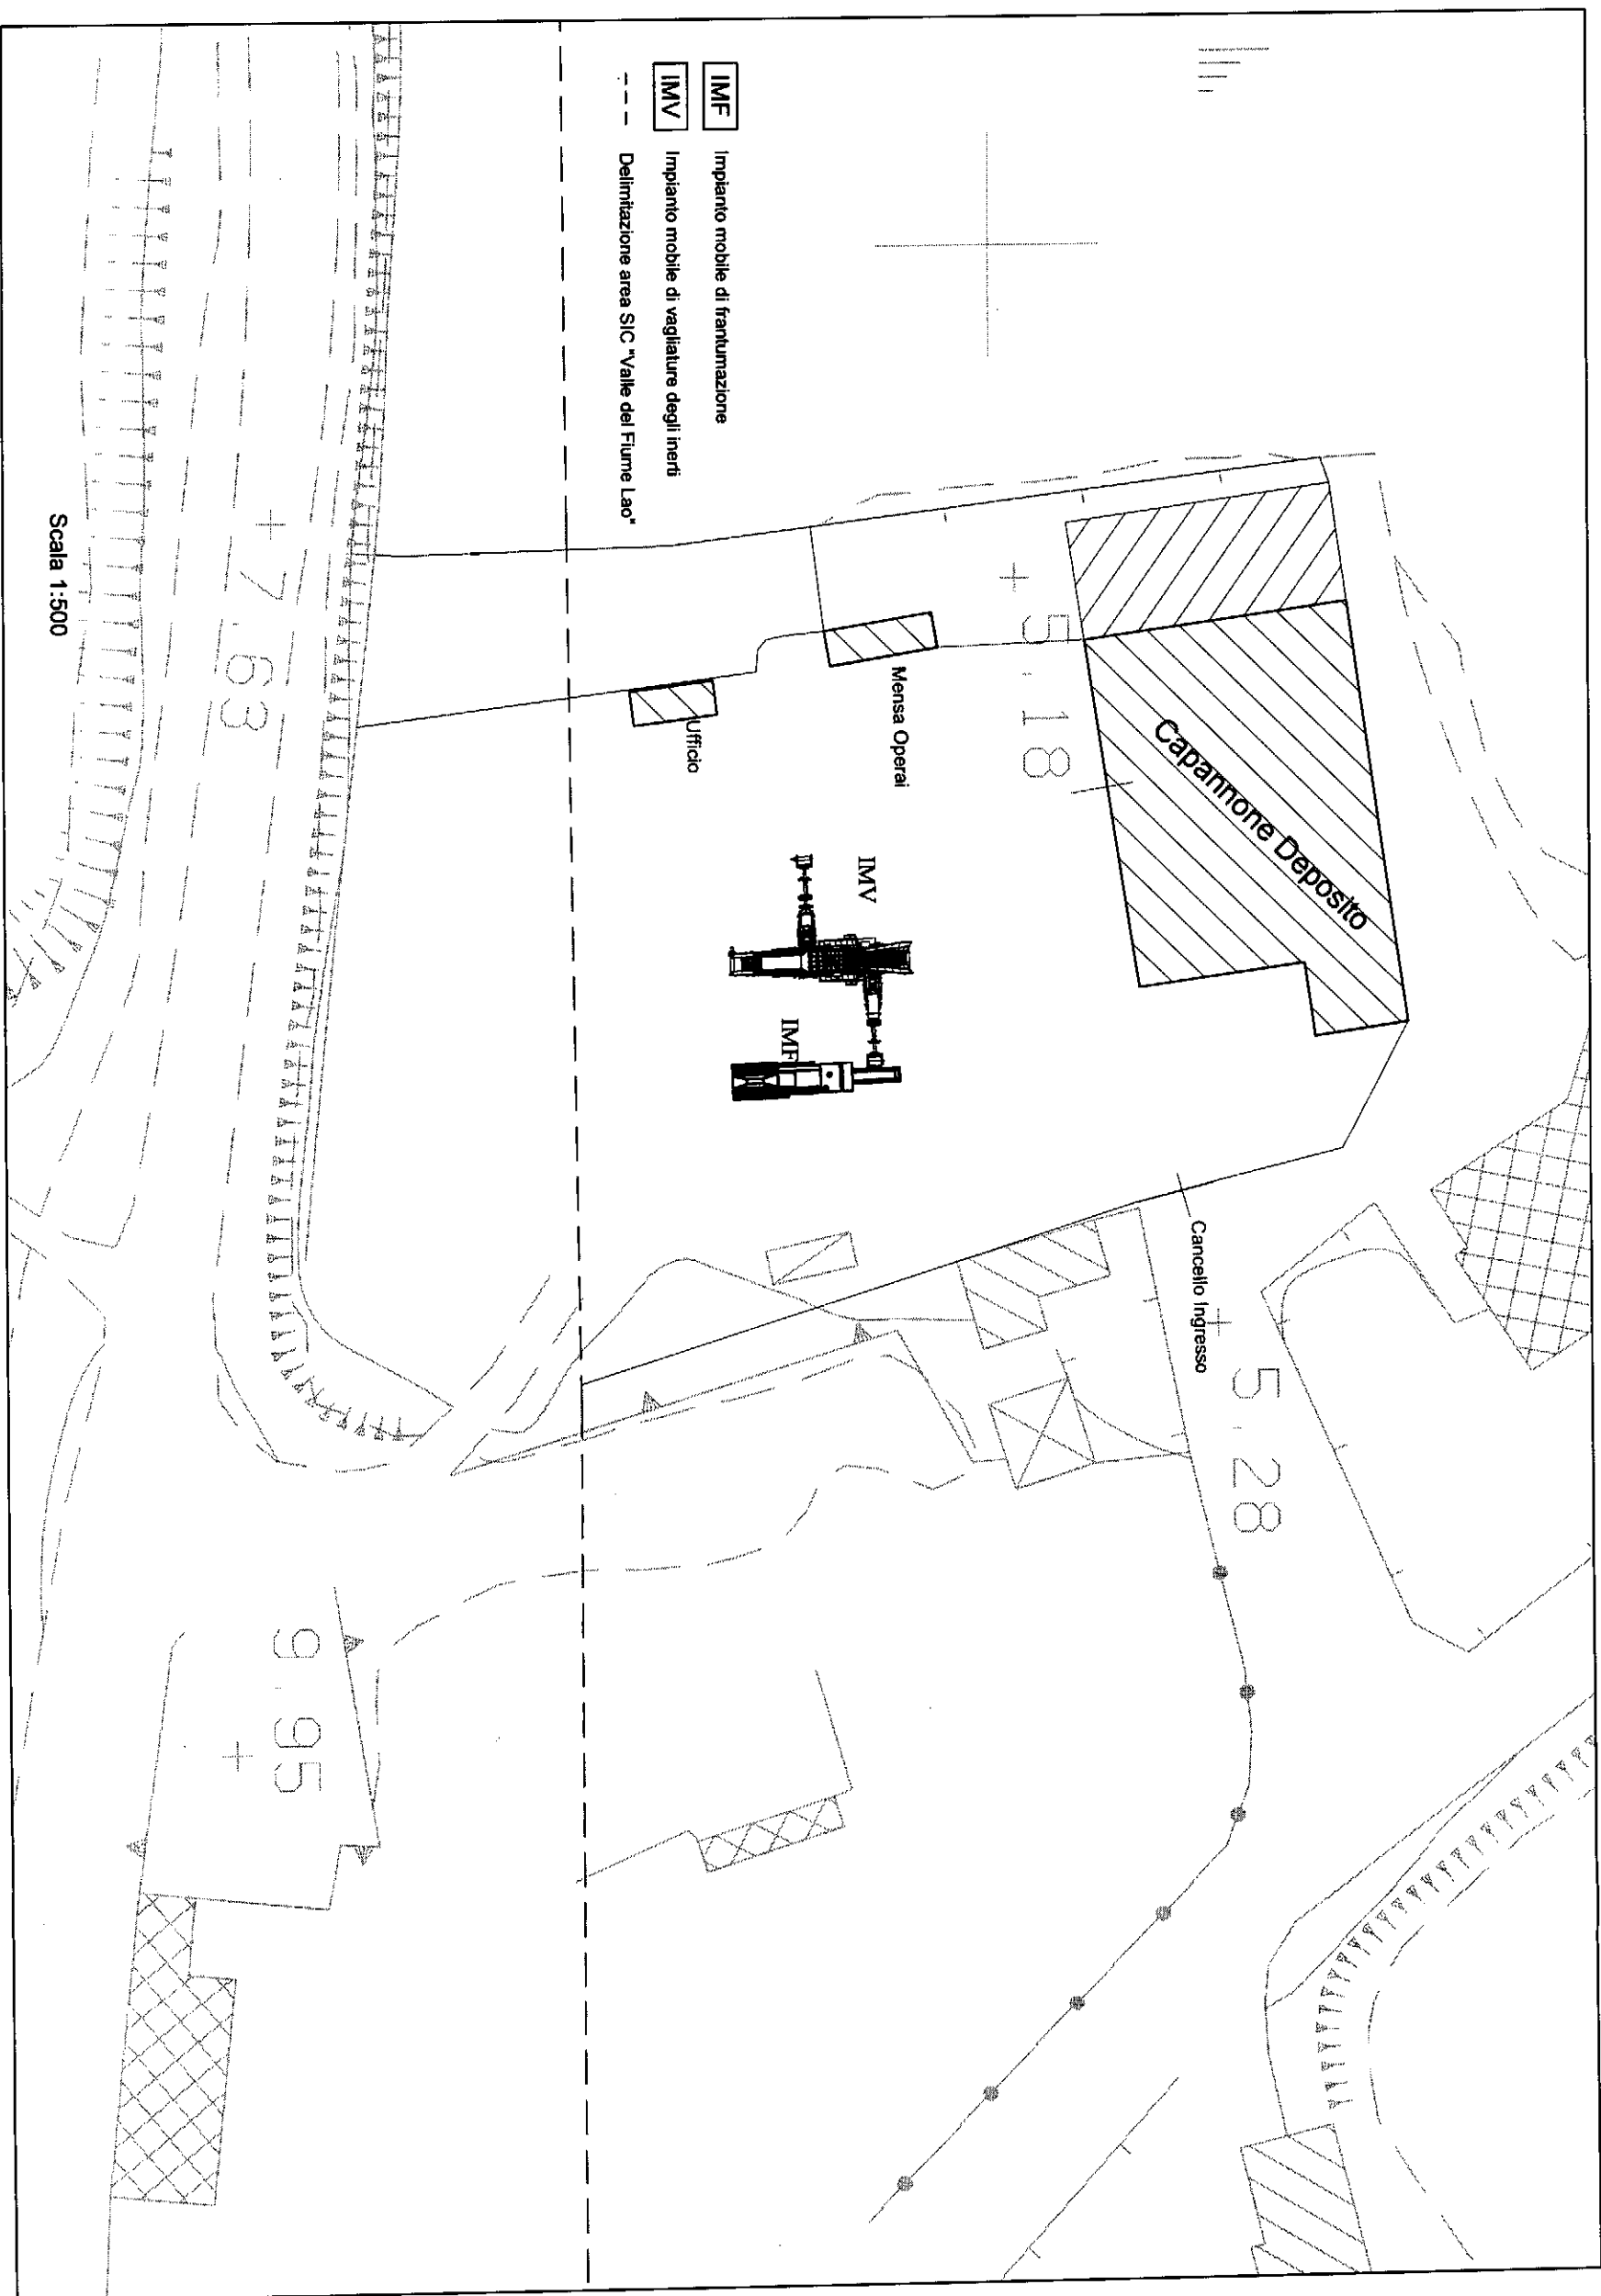 IMF Impianto mobile di frantumazione
IMV Impianto mobile di vagliature degli inerti
--- Delimitazione area SIC "Valle del Fiume Lao"
Capannone Deposito
5.18
Mensa Operai
Ufficio
IMV
IMF
Cancello Ingresso
5.28
7.63
9.95
Scala 1:500